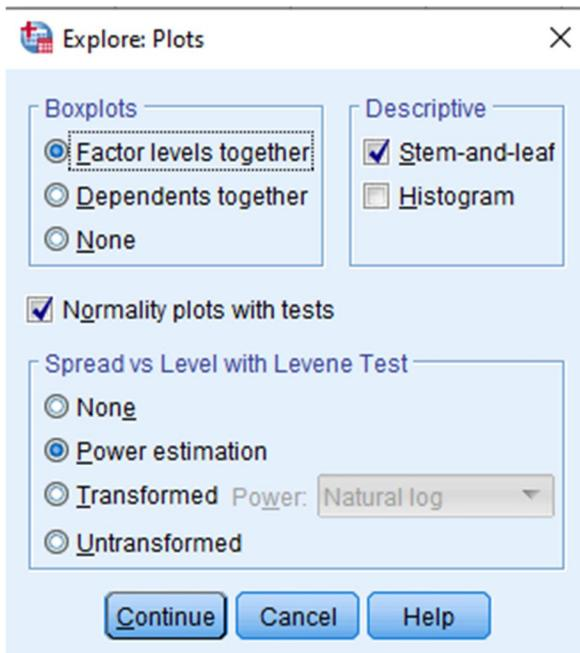 Explore: Plots
Boxplots
Factor levels together
Dependents together
None
Descriptive
Stem-and-leaf
Histogram
Normality plots with tests
Spread vs Level with Levene Test
None
Power estimation
Transformed Power: Natural log
Untransformed
Continue Cancel Help